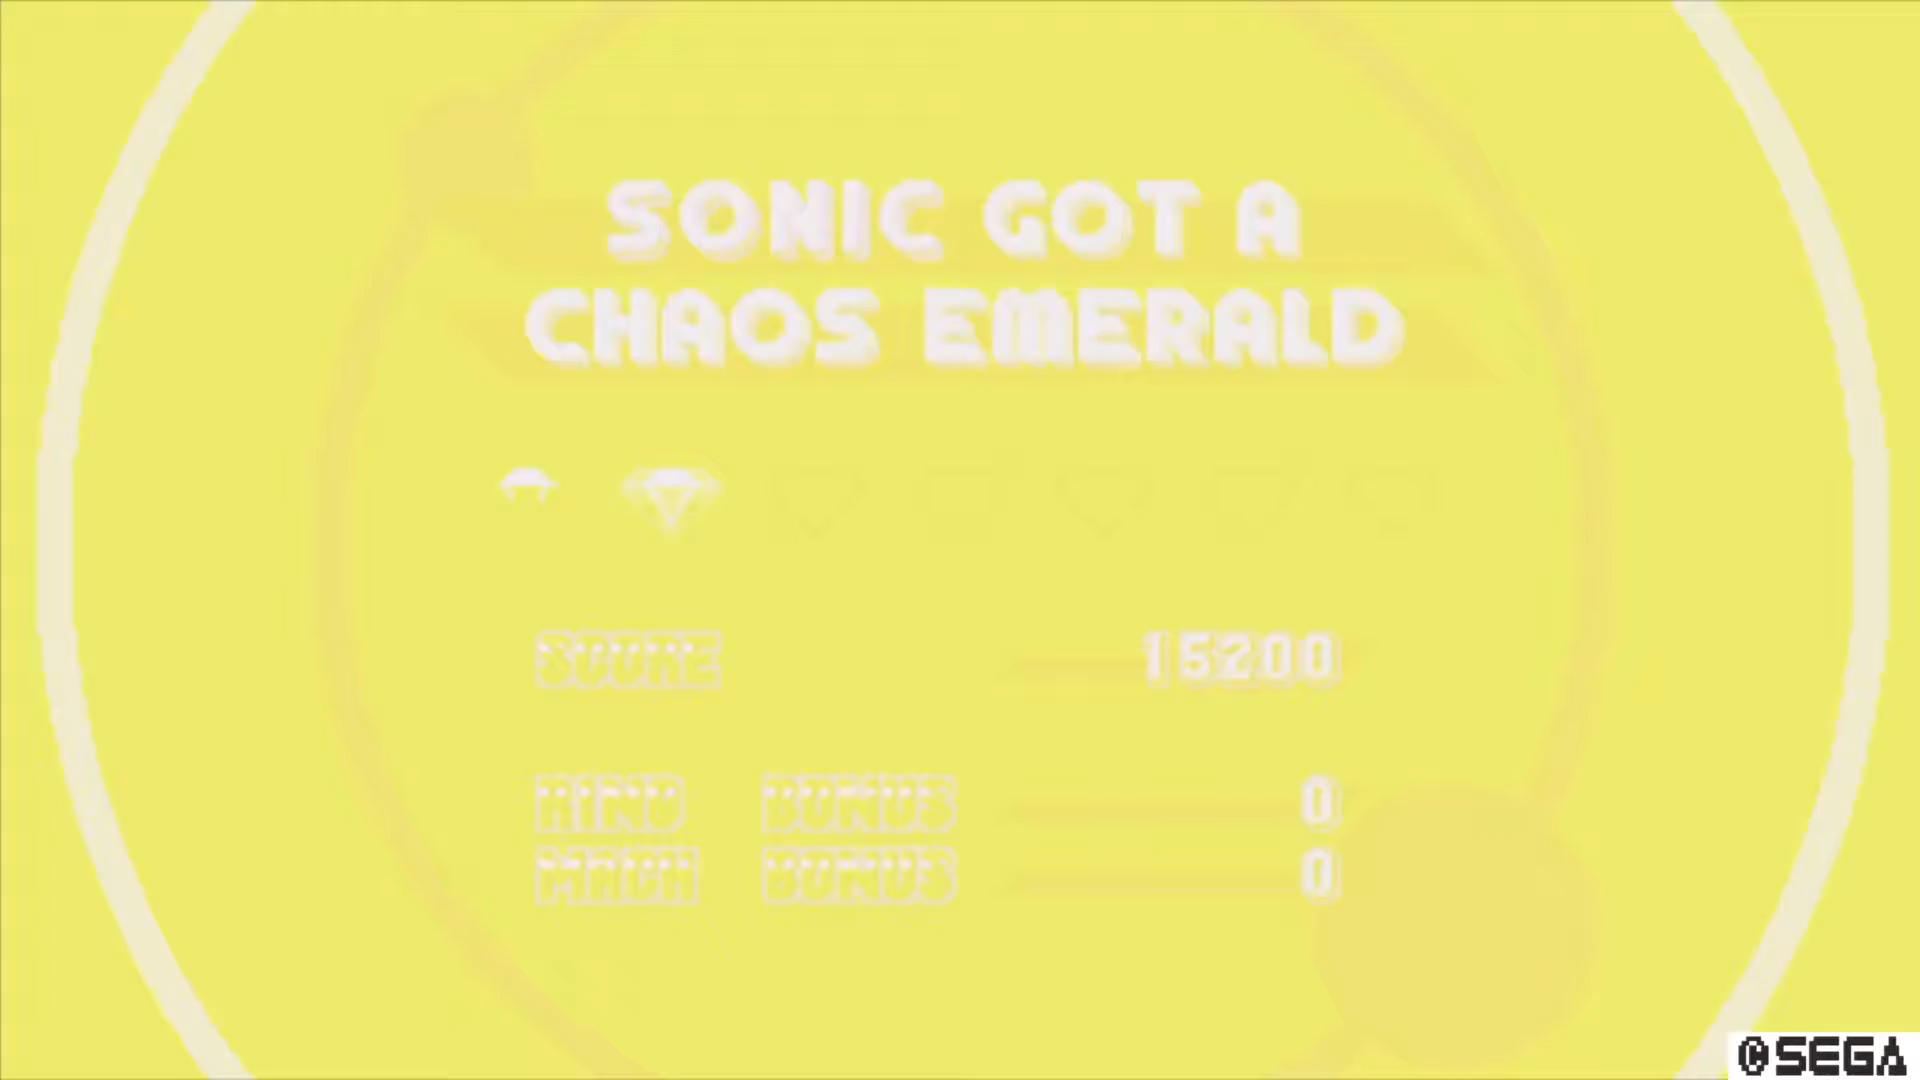 SONIC GOT A
CHAOS EMERALD
SCORE 15200
RING BONUS 0
MACH BONUS 0
©SEGA